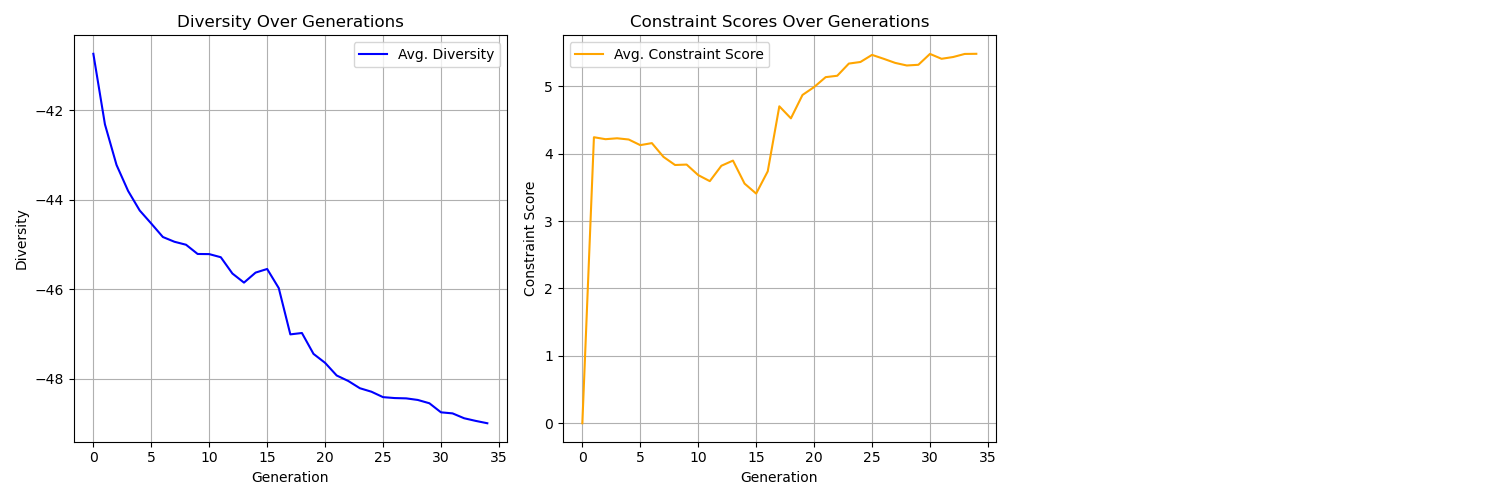 Diversity Over Generations
Avg. Diversity
Diversity
−42
−44
−46
−48
0 5 10 15 20 25 30 35
Generation
Constraint Scores Over Generations
Avg. Constraint Score
Constraint Score
5
4
3
2
1
0
0 5 10 15 20 25 30 35
Generation